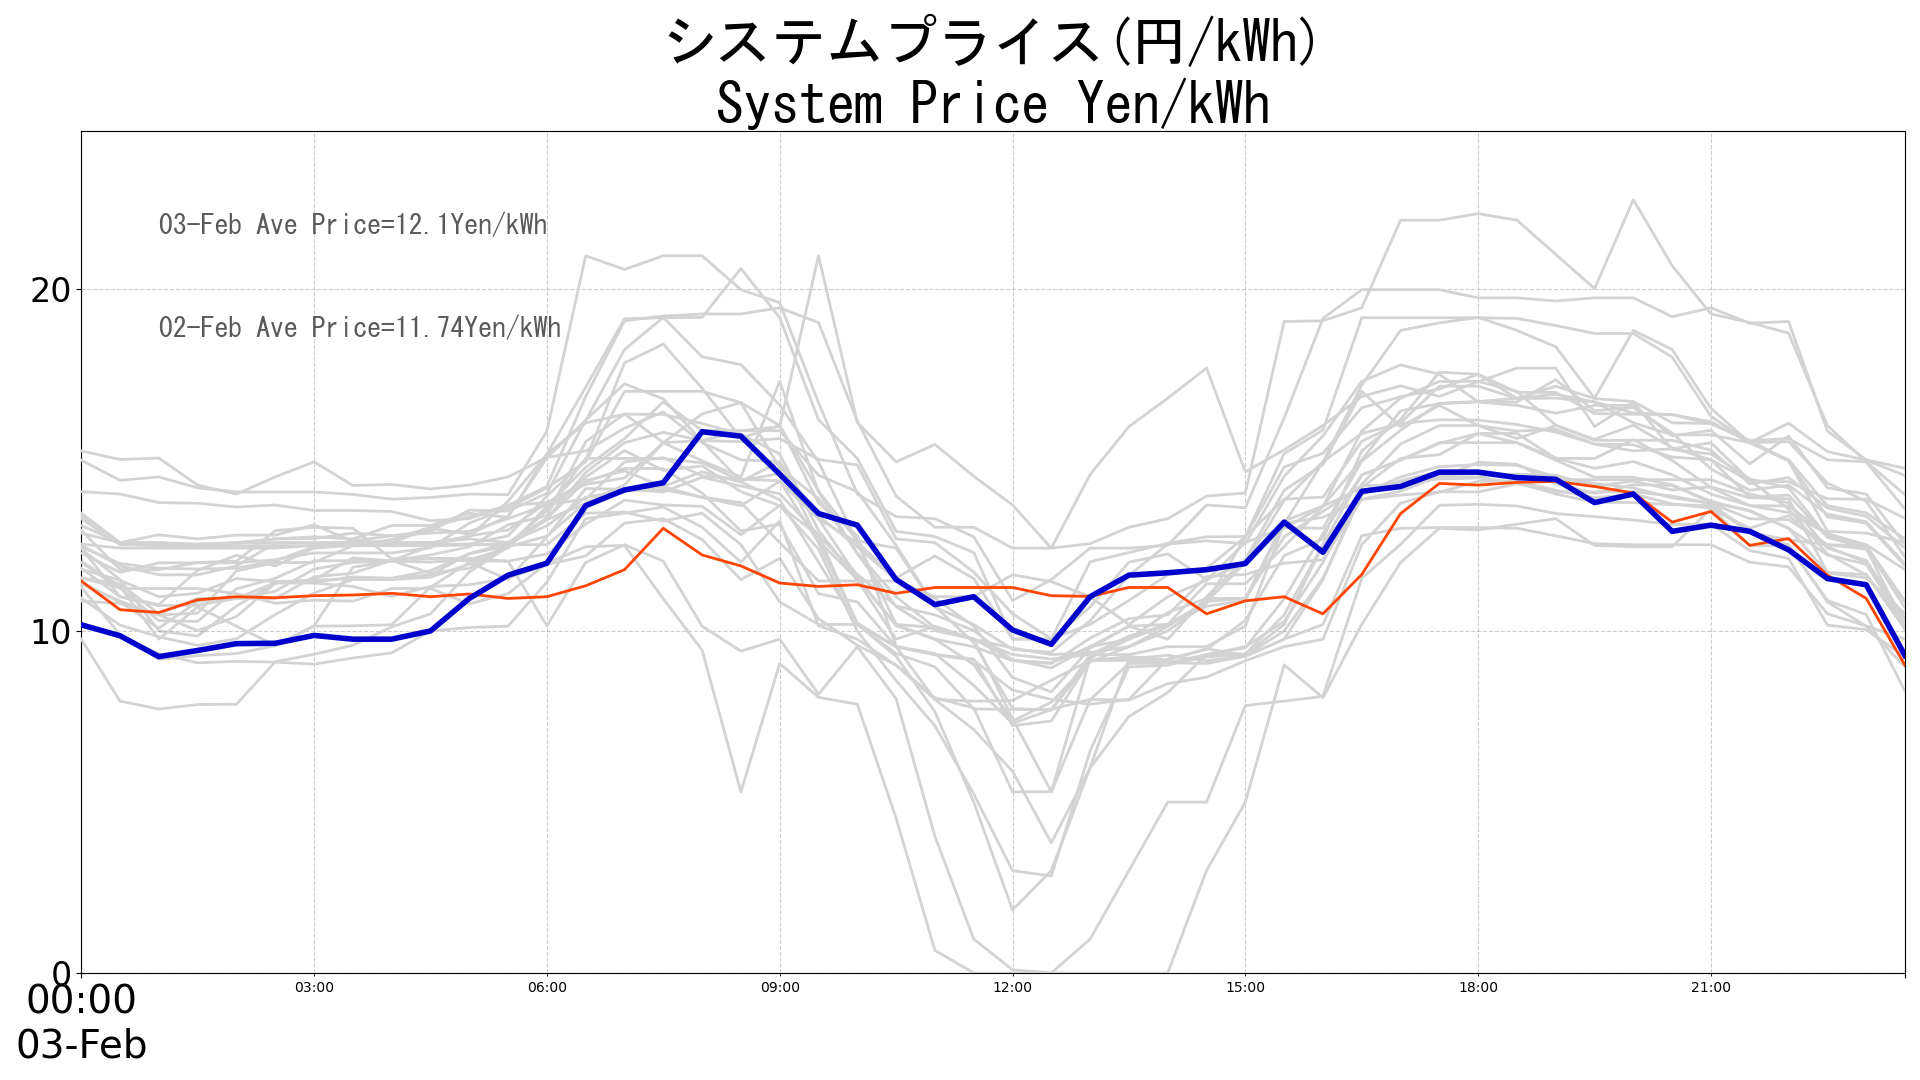 システムプライス(円/kWh)
System Price Yen/kWh
03-Feb Ave Price=12.1Yen/kWh
02-Feb Ave Price=11.74Yen/kWh
20
10
0
00:00
03:00
06:00
09:00
12:00
15:00
18:00
21:00
03-Feb